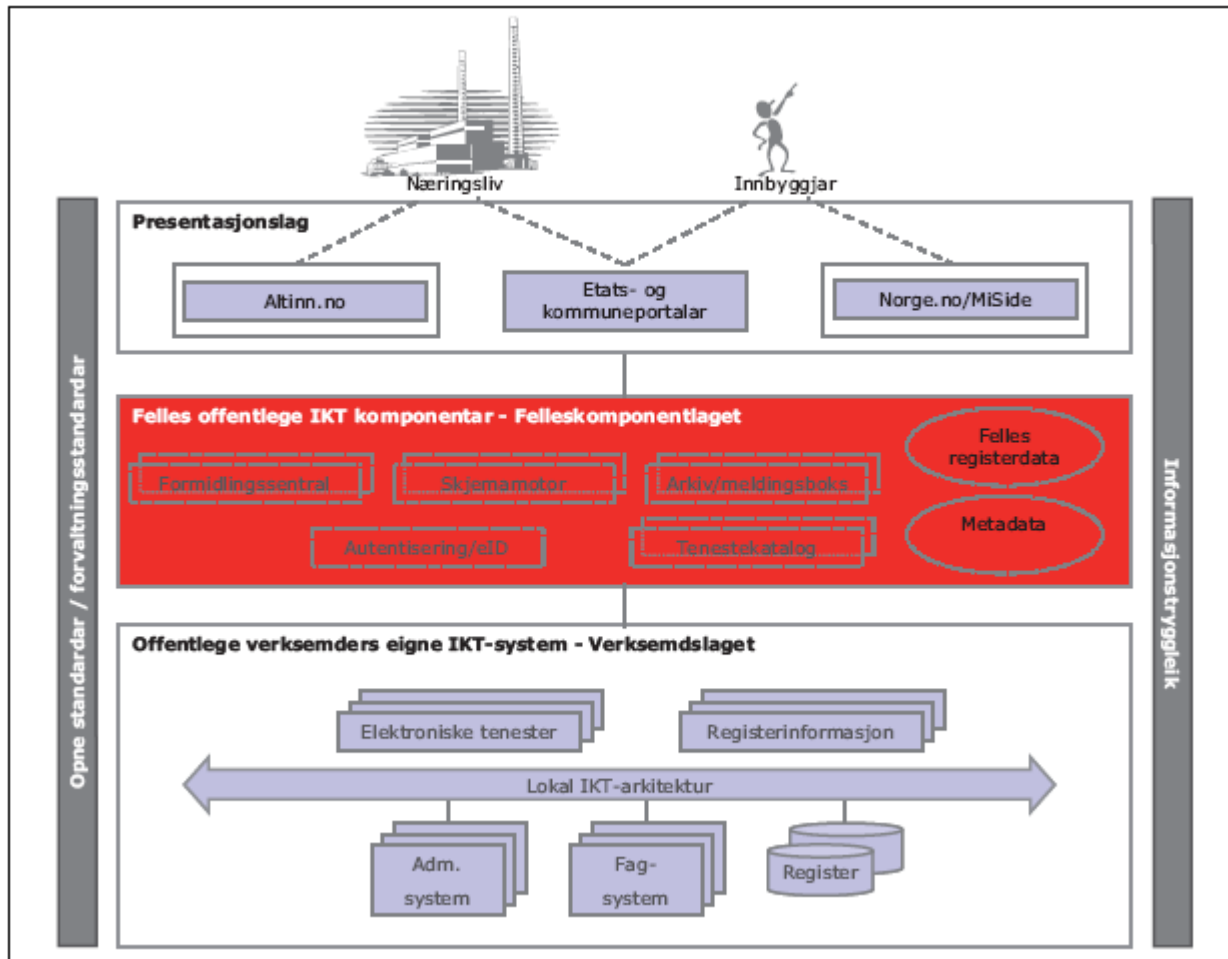 Næringsliv
Innbyggjar
Opne standardar / forvaltningsstandardar
Informasjonstryggleik
Presentasjonslag
Altinn.no
Etats- og
kommuneportalar
Norge.no/MiSide
Felles offentlege IKT komponentar - Felleskomponentlaget
Formidlingssentral
Skjemamotor
Arkiv/meldingsboks
Felles
registerdata
Autentisering/eID
Tenestekatalog
Metadata
Offentlege verksemders eigne IKT-system - Verksemdslaget
Elektroniske tenester
Registerinformasjon
Lokal IKT-arkitektur
Adm.
system
Fag-
system
Register